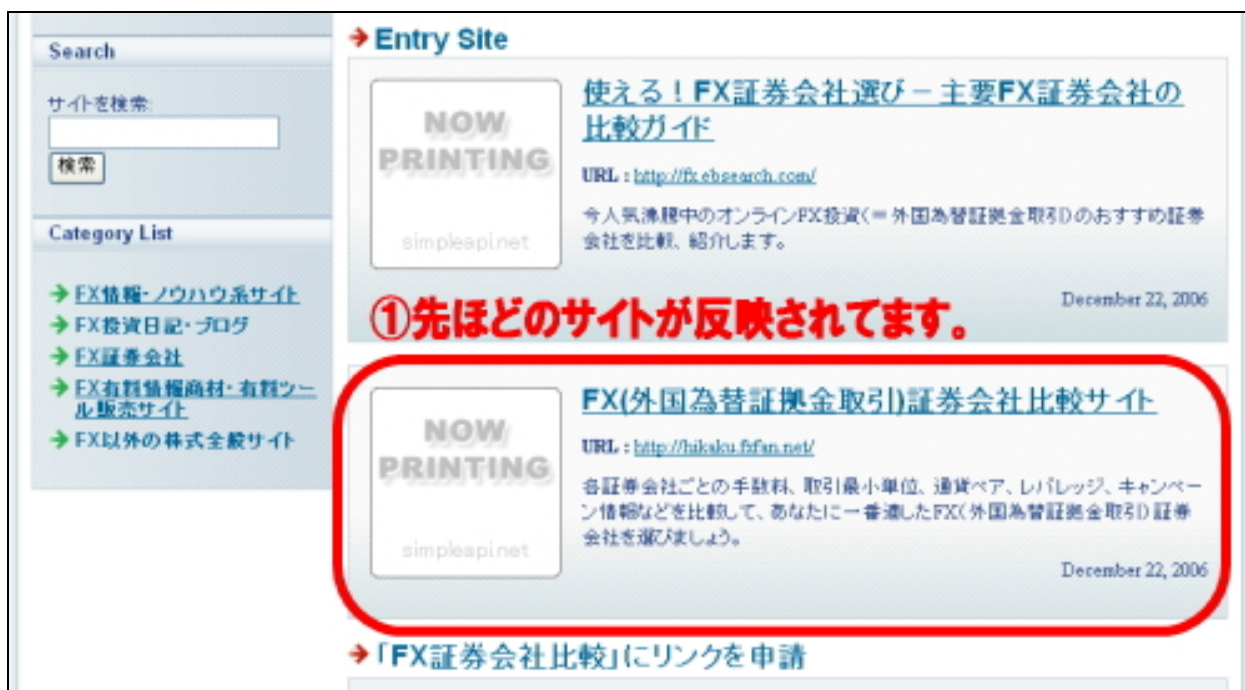 Search
サイトを検索:
検索
Category List
FX情報・ノウハウ系サイト
FX投資日記・ブログ
FX証券会社
FX有料情報商材・有料ツー
ル販売サイト
FX以外の株式全般サイト
Entry Site
NOW
PRINTING
simpleapi.net
使える!FX証券会社選び − 主要FX証券会社の
比較ガイド
URL : http://fx.ebsearch.com/
今人気沸騰中のオンラインFX投資(=外国為替証拠金取引)のおすすめ証券
会社を比較、紹介します。
December 22, 2006
①先ほどのサイトが反映されてます。
NOW
PRINTING
simpleapi.net
FX(外国為替証拠金取引)証券会社比較サイト
URL : http://hikaku.fxfan.net/
各証券会社ごとの手数料、取引最小単位、通貨ペア、レバレッジ、キャンペー
ン情報などを比較して、あなたに一番適したFX(外国為替証拠金取引)証券
会社を選びましょう。
December 22, 2006
「FX証券会社比較」にリンクを申請